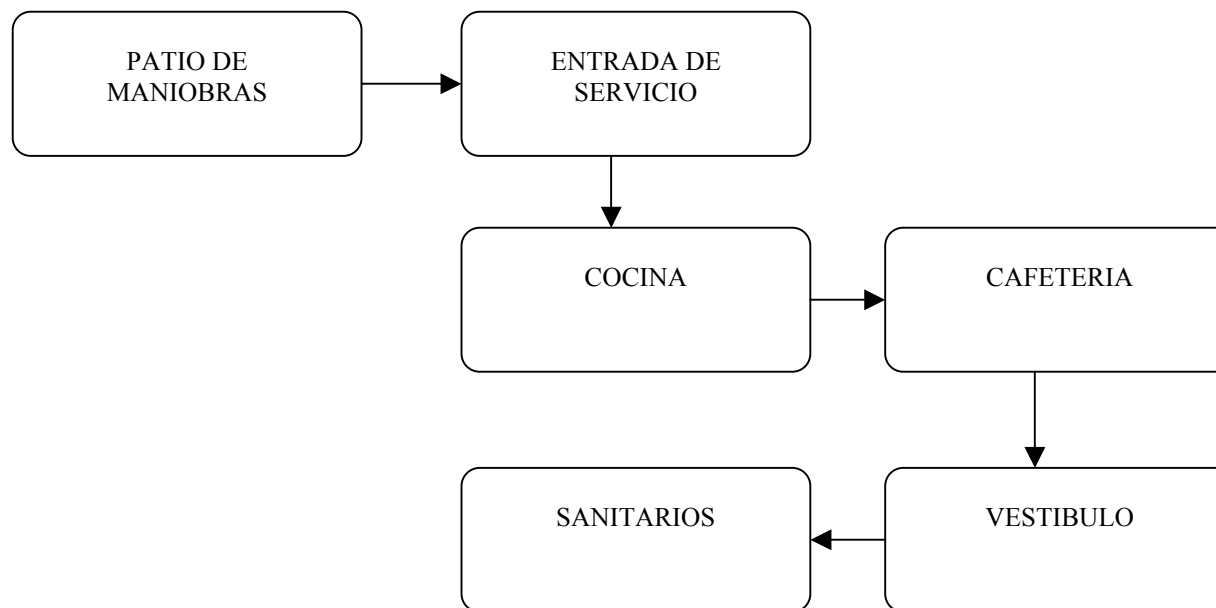 PATIO DE
MANIOBRAS
ENTRADA DE
SERVICIO
COCINA
CAFETERIA
SANITARIOS
VESTIBULO